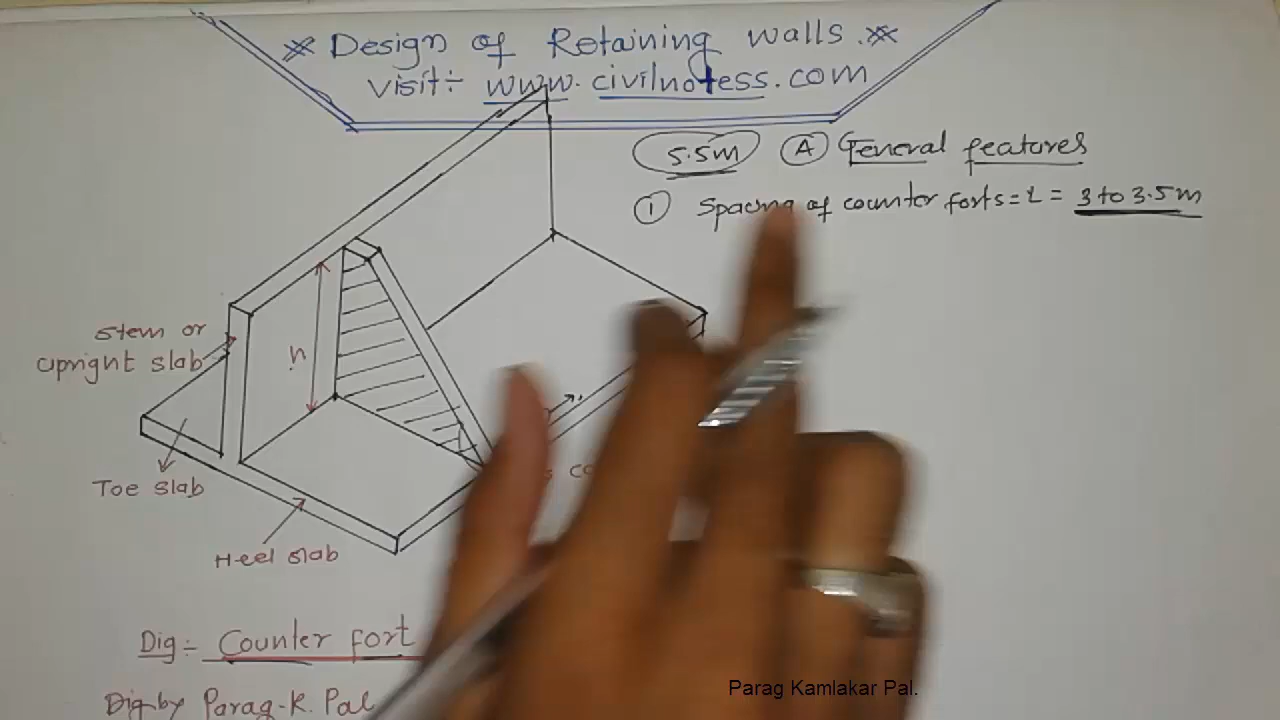 * Design of Retaining walls.*
visit:- www.civilnotess.com
5.5m (A) General features
(1) Spacing of counter forts = l = 3 to 3.5m
Stem or
upright slab
h
Toe slab
Heel slab
Dig:- Counter fort
Dig by Parag.K. Pal
Parag Kamlakar Pal.